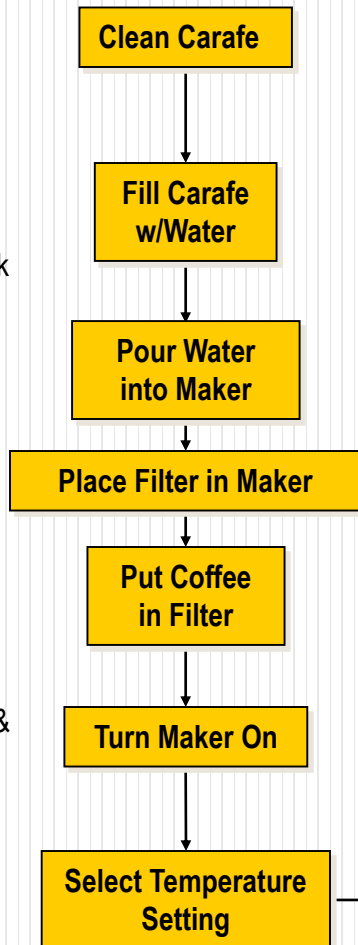 Clean Carafe
Fill Carafe
w/Water
k
Pour Water
into Maker
Place Filter in Maker
Put Coffee
in Filter
&
Turn Maker On
Select Temperature
Setting